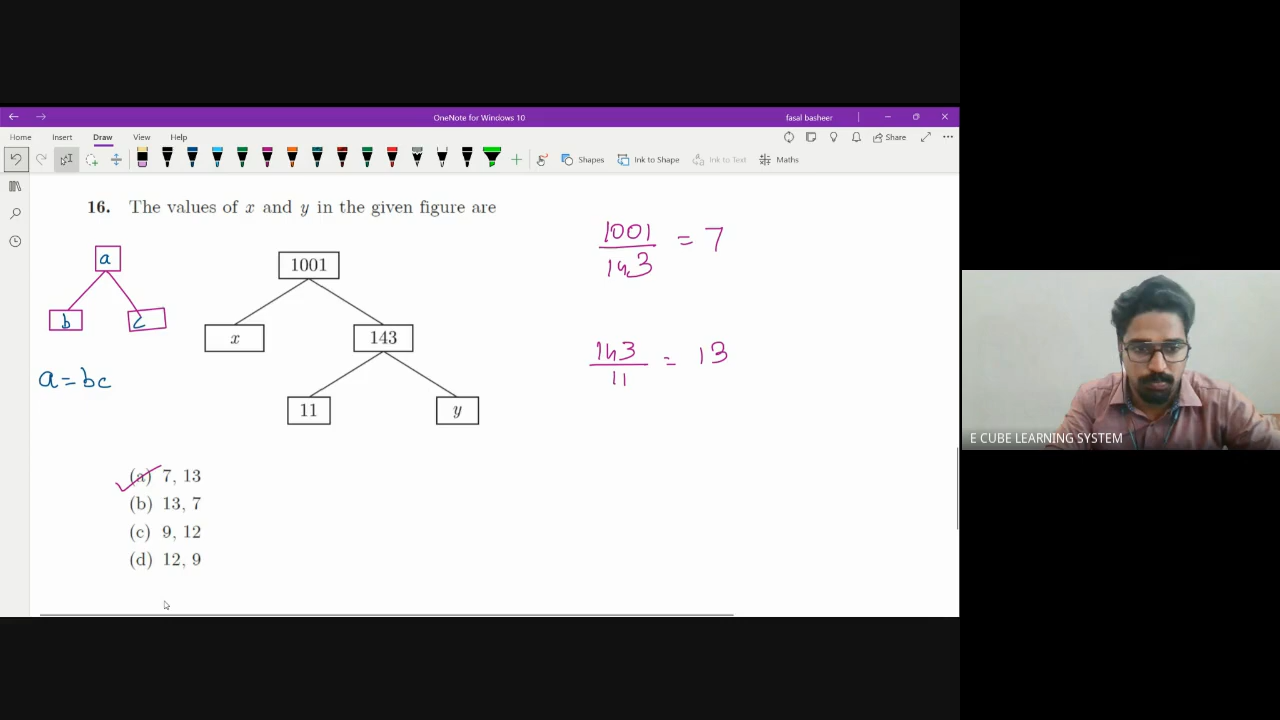 OneNote for Windows 10
fasal basheer
Home Insert Draw View Help
Share
Shapes
Ink to Shape
Ink to Text
Maths
16. The values of x and y in the given figure are
a
b c
a = bc
1001
x 143
11 y
1001/143 = 7
143/11 = 13
(a) 7, 13
(b) 13, 7
(c) 9, 12
(d) 12, 9
E CUBE LEARNING SYSTEM